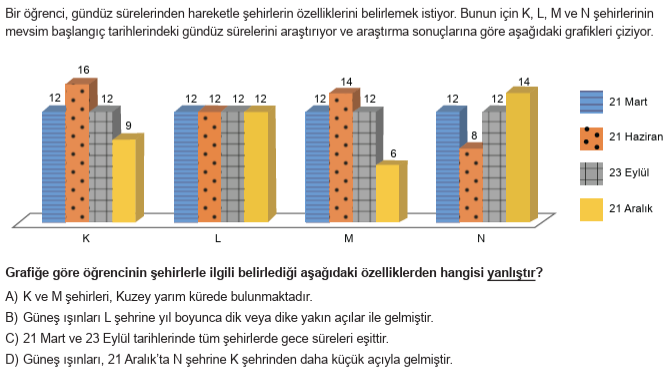 Bir öğrenci, gündüz sürelerinden hareketle şehirlerin özelliklerini belirlemek istiyor. Bunun için K, L, M ve N şehirlerinin
mevsim başlangıç tarihlerindeki gündüz sürelerini araştırıyor ve araştırma sonuçlarına göre aşağıdaki grafikleri çiziyor.
12 16 12 9
12 12 12 12
12 14 12 6
12 8 12 14
21 Mart
21 Haziran
23 Eylül
21 Aralık
K L M N
Grafiğe göre öğrencinin şehirlerle ilgili belirlediği aşağıdaki özelliklerden hangisi yanlıştır?
A) K ve M şehirleri, Kuzey yarım kürede bulunmaktadır.
B) Güneş ışınları L şehrine yıl boyunca dik veya dike yakın açılar ile gelmiştir.
C) 21 Mart ve 23 Eylül tarihlerinde tüm şehirlerde gece süreleri eşittir.
D) Güneş ışınları, 21 Aralık'ta N şehrine K şehrinden daha küçük açıyla gelmiştir.